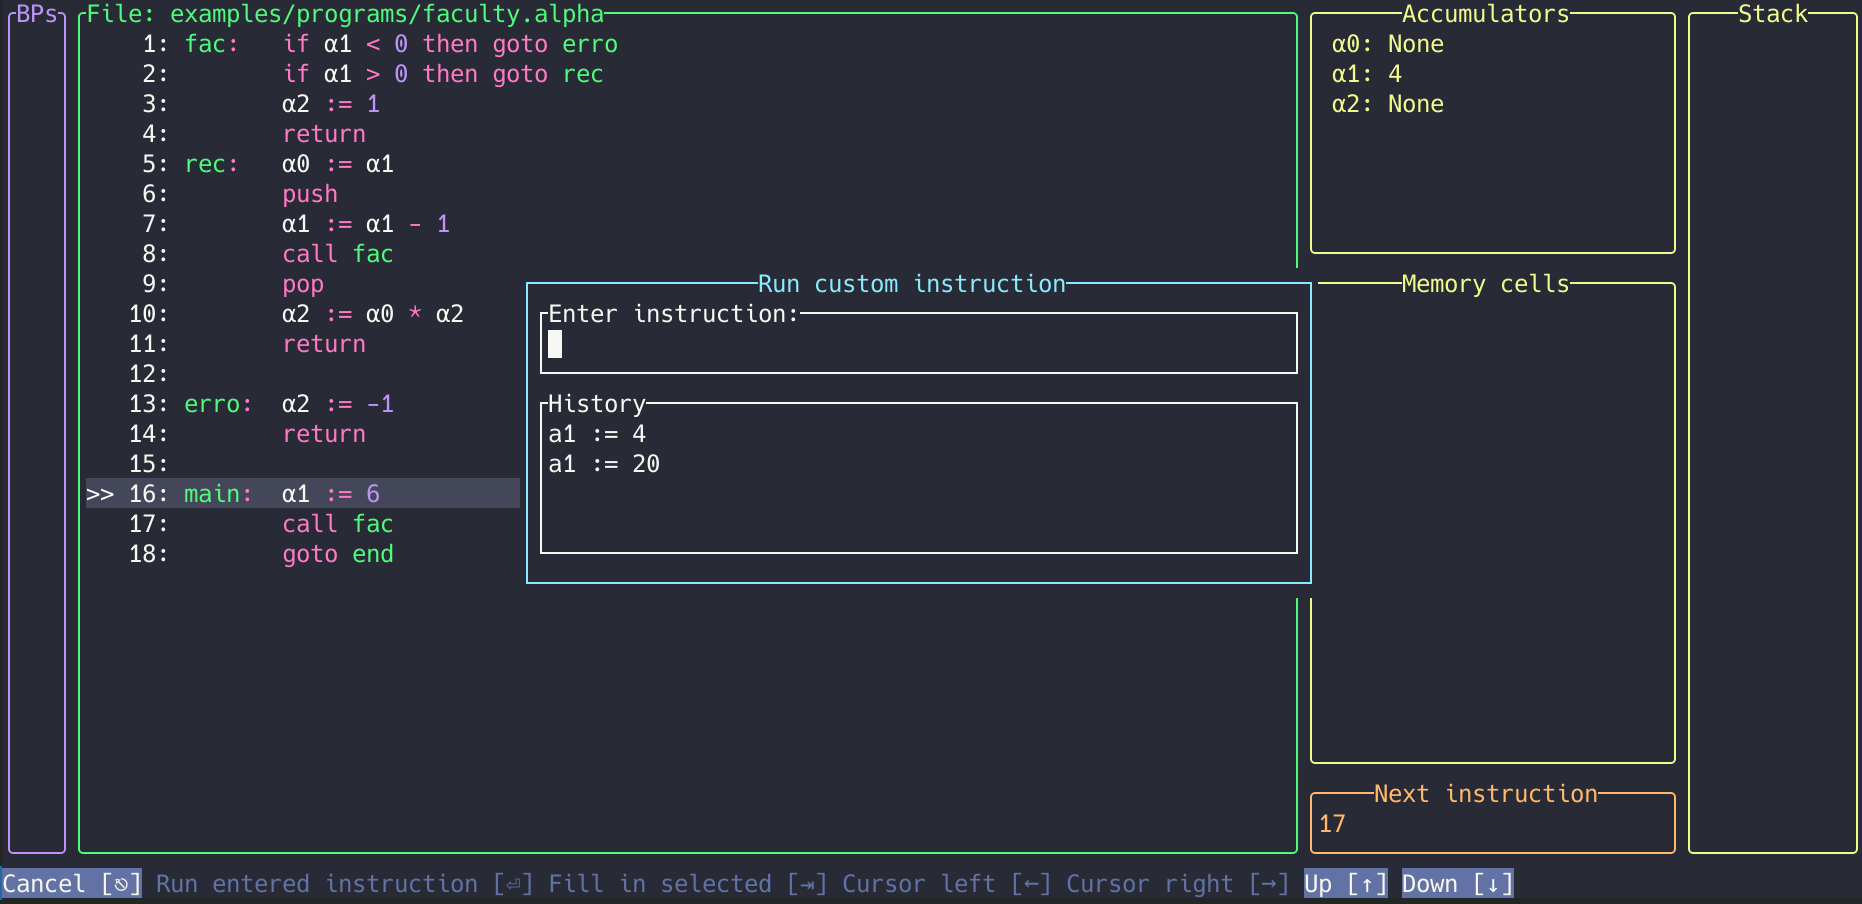 BPs
File: examples/programs/faculty.alpha
1: fac:   if α1 < 0 then goto erro
2:        if α1 > 0 then goto rec
3:        α2 := 1
4:        return
5: rec:   α0 := α1
6:        push
7:        α1 := α1 - 1
8:        call fac
9:        pop
10:        α2 := α0 * α2
11:        return
12:
13: erro:  α2 := -1
14:        return
15:
>> 16: main:  α1 := 6
17:        call fac
18:        goto end
Run custom instruction
Enter instruction:
History
a1 := 4
a1 := 20
Accumulators
α0: None
α1: 4
α2: None
Memory cells
Next instruction
17
Stack
Cancel [⎋] Run entered instruction [⏎] Fill in selected [⇥] Cursor left [←] Cursor right [→] Up [↑] Down [↓]